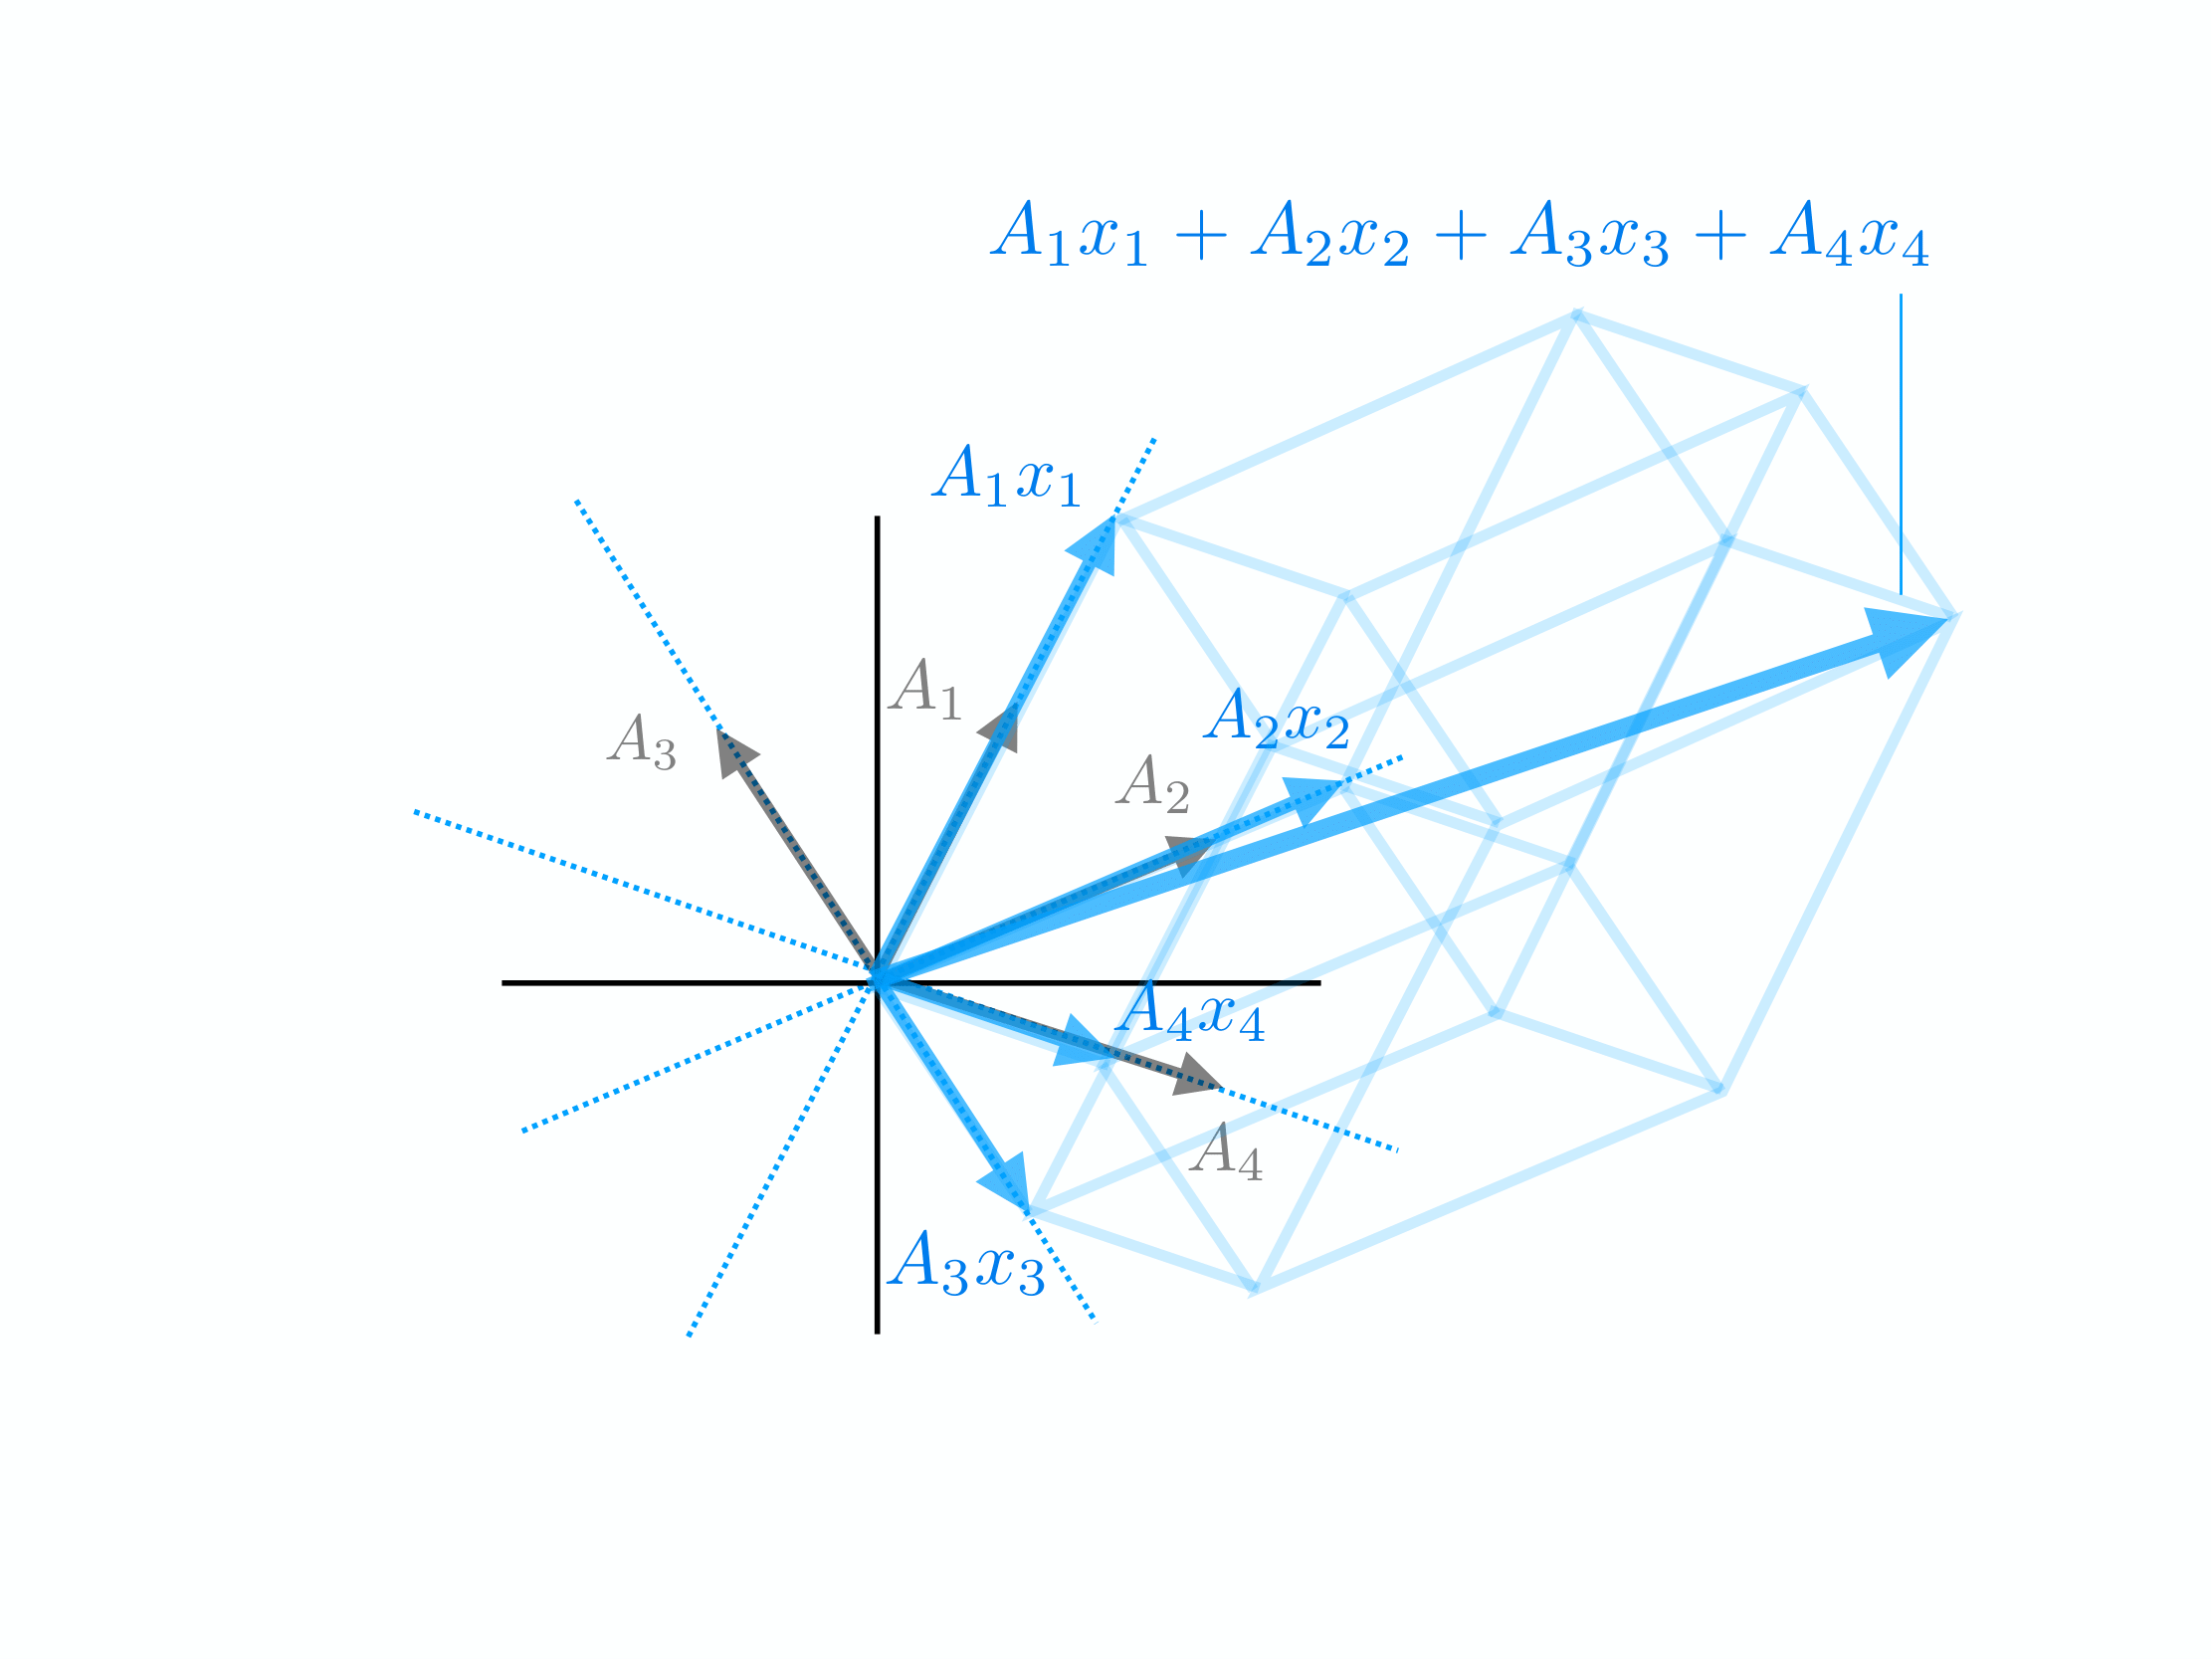 A₁x₁ + A₂x₂ + A₃x₃ + A₄x₄
A₁x₁
A₁
A₂x₂
A₃
A₂
A₄x₄
A₄
A₃x₃